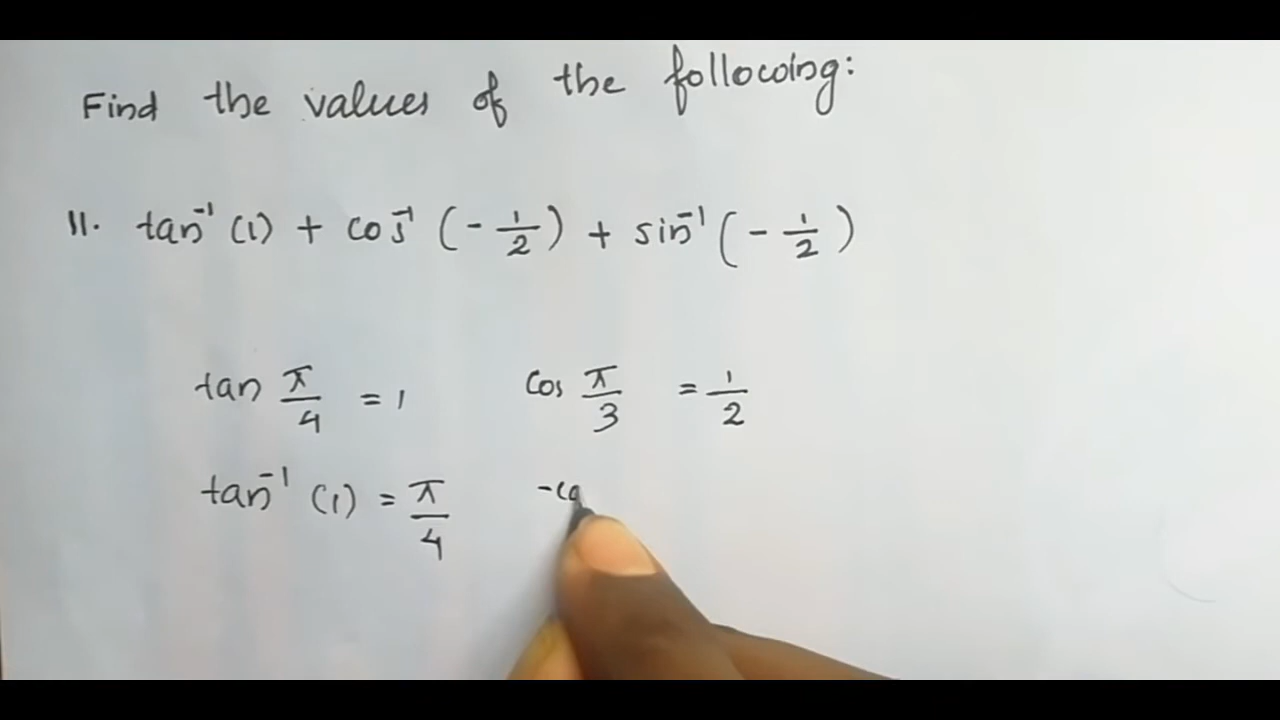 Find the values of the following:
11. tan⁻¹ (1) + cos⁻¹ (-1/2) + sin⁻¹ (-1/2)
tan π/4 = 1 cos π/3 = 1/2
tan⁻¹ (1) = π/4 -co